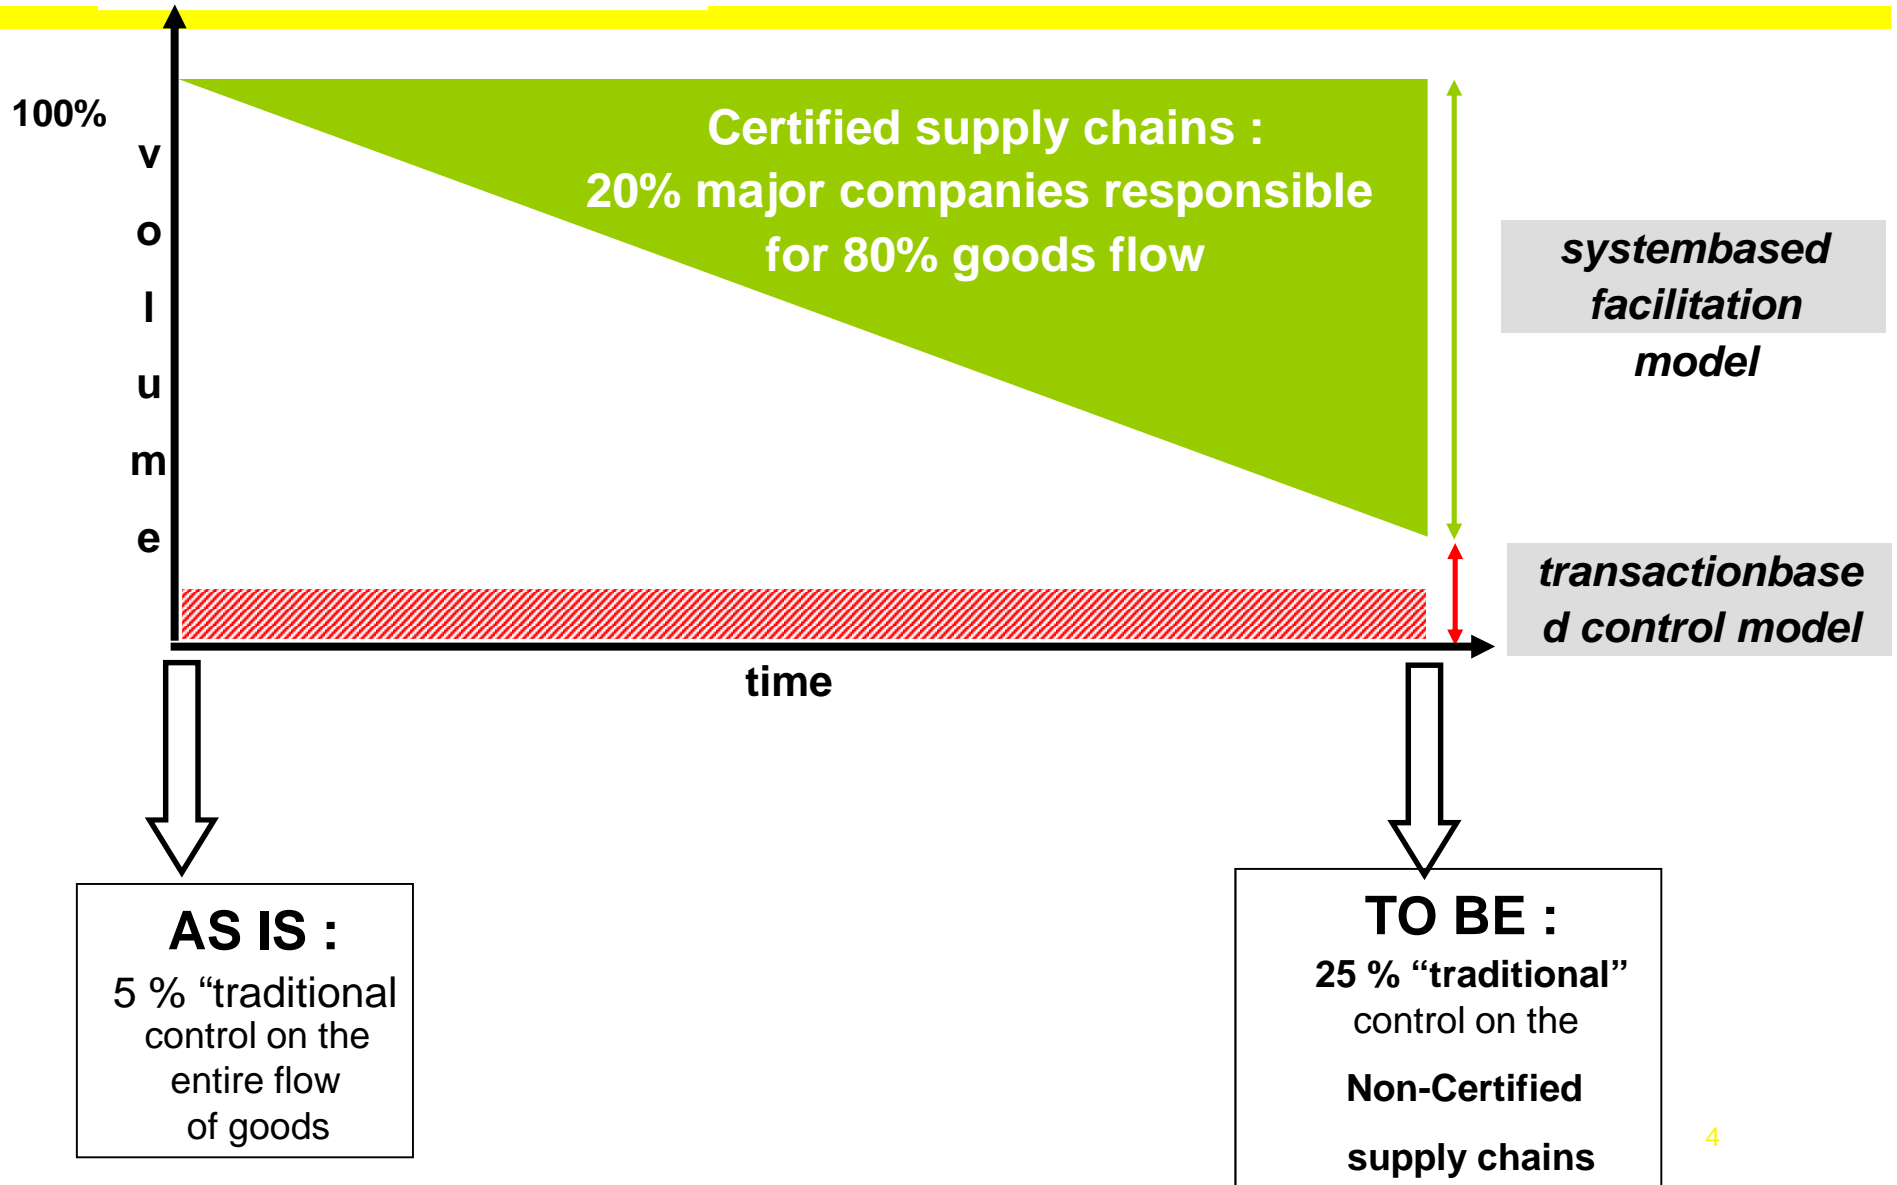 100%
v
o
l
u
m
e
Certified supply chains :
20% major companies responsible
for 80% goods flow
systembased
facilitation
model
transactionbase
d control model
time
AS IS :
5 % “traditional
control on the
entire flow
of goods
TO BE :
25 % “traditional”
control on the
Non-Certified
supply chains
4